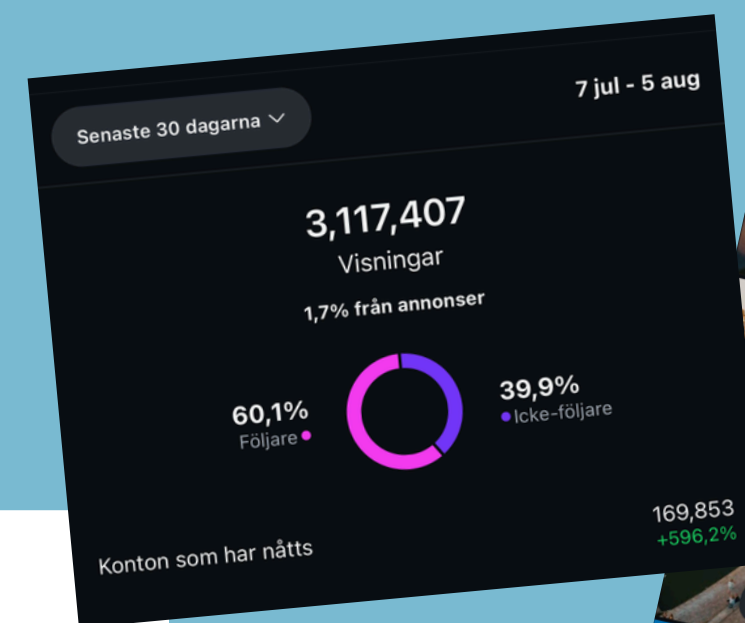 Senaste 30 dagarna
7 jul - 5 aug
3,117,407
Visningar
1,7% från annonser
60,1%
Följare
39,9%
Icke-följare
Konton som har nåtts
169,853
+596,2%